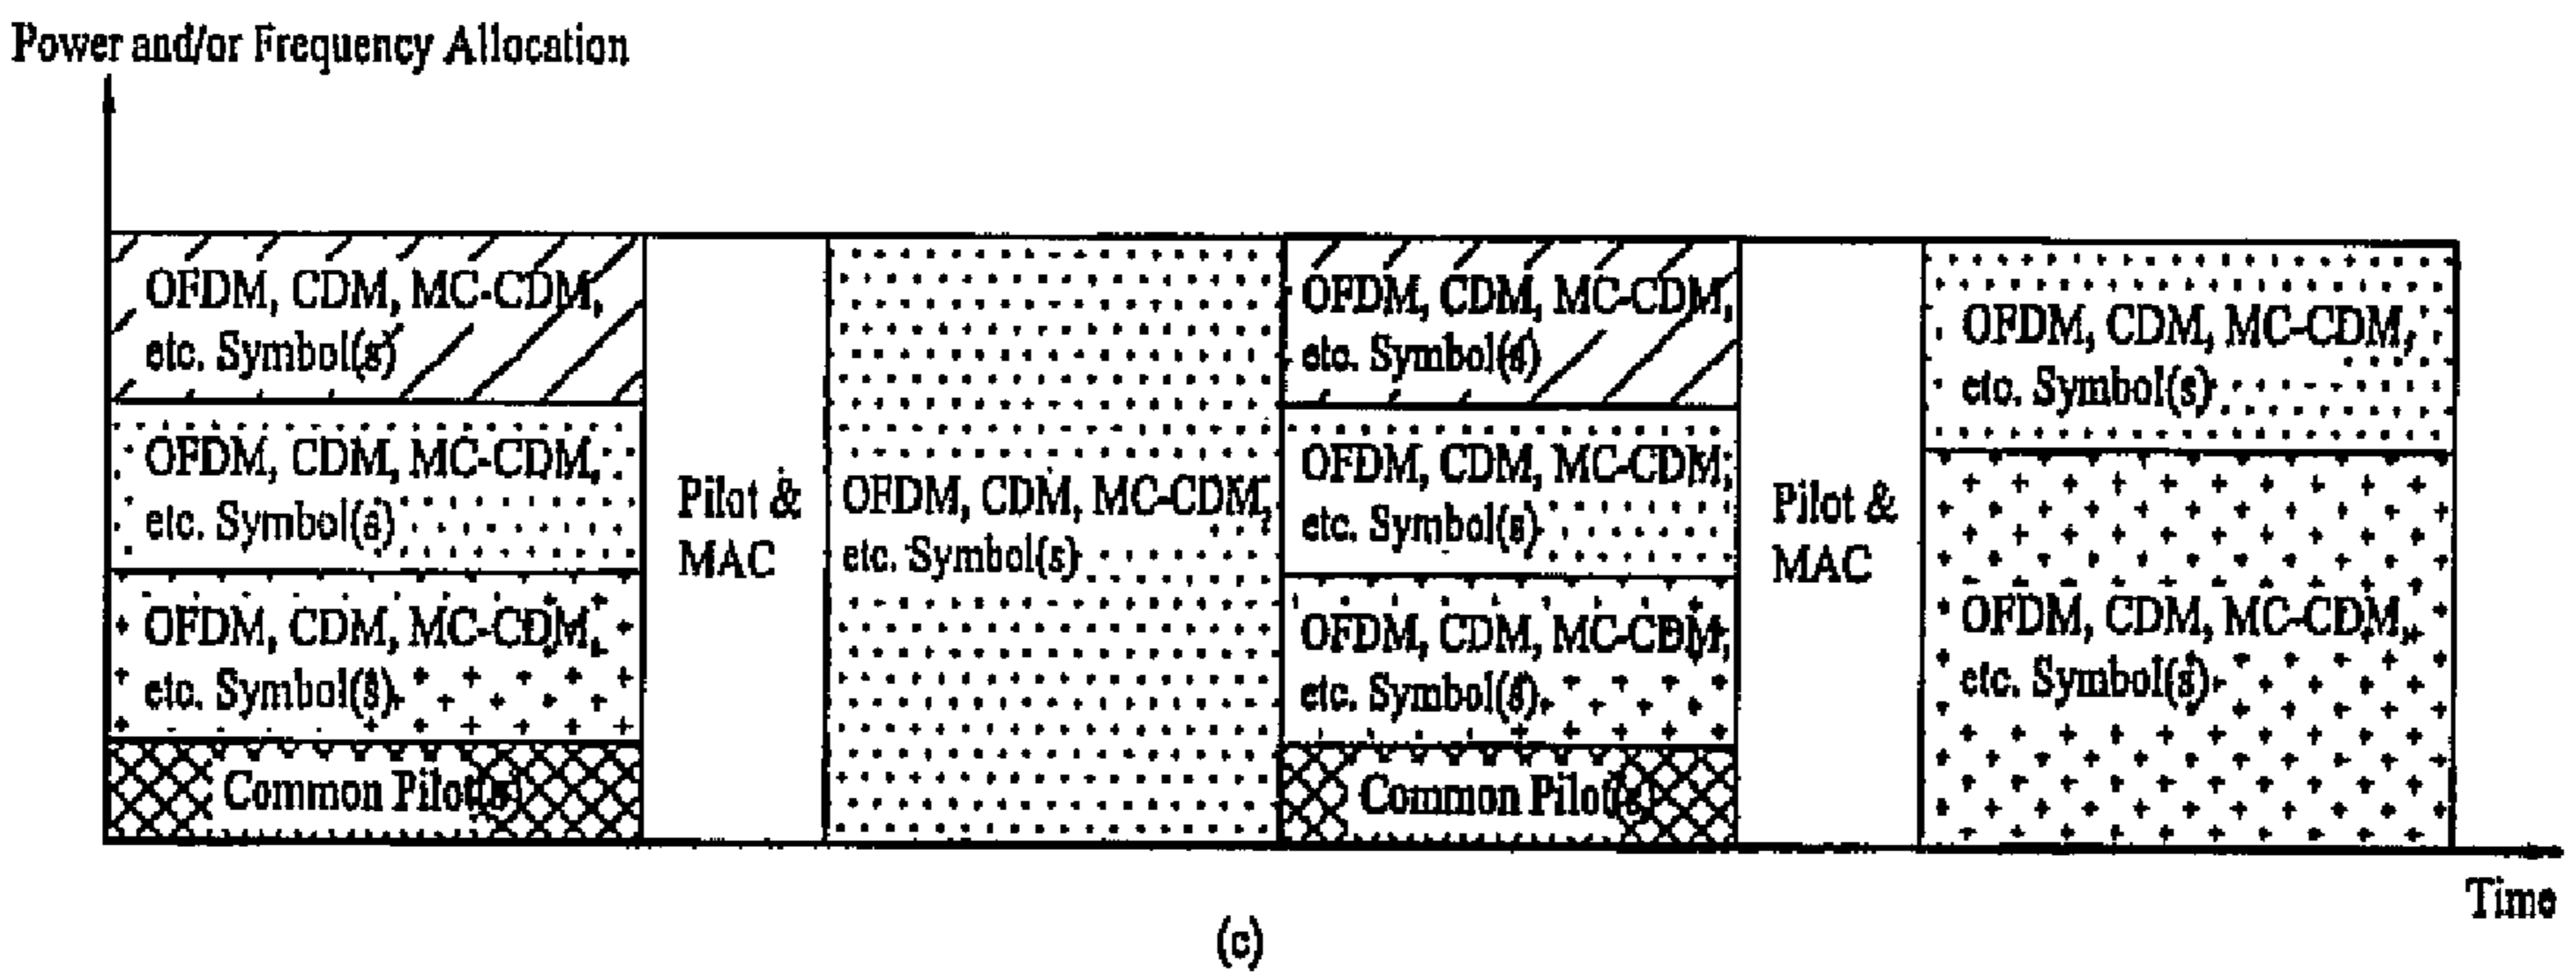 Power and/or Frequency Allocation
OFDM, CDM, MC-CDM,
etc. Symbol(s)
OFDM, CDM, MC-CDM,
etc. Symbol(s)
OFDM, CDM, MC-CDM,
etc. Symbol(s)
Common Pilot(s)
Pilot &
MAC
OFDM, CDM, MC-CDM,
etc. Symbol(s)
OFDM, CDM, MC-CDM,
etc. Symbol(s)
OFDM, CDM, MC-CDM,
etc. Symbol(s)
OFDM, CDM, MC-CDM,
etc. Symbol(s)
Common Pilot(s)
Pilot &
MAC
OFDM, CDM, MC-CDM,
etc. Symbol(s)
OFDM, CDM, MC-CDM,
etc. Symbol(s)
Time
(c)